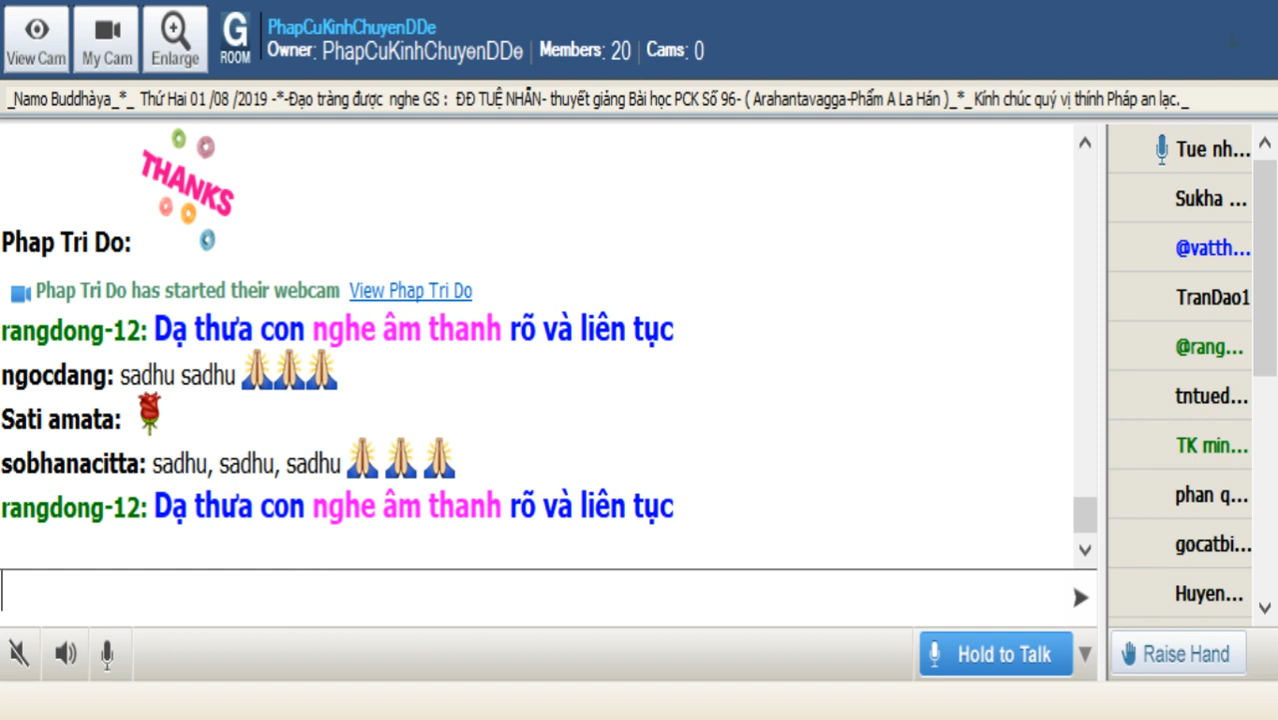 View Cam
My Cam
Enlarge
G
ROOM
PhapCuKinhChuyenDDe
Owner: PhapCuKinhChuyenDDe | Members: 20 | Cams: 0
_Namo Buddhàya_*_ Thứ Hai 01 /08 /2019 -*-Đạo tràng được nghe GS : ĐĐ TUỆ NHẪN- thuyết giảng Bài học PCK Số 96- ( Arahantavagga-Phẩm A La Hán )_*_ Kính chúc quý vị thính Pháp an lạc._
THANKS
Phap Tri Do:
Phap Tri Do has started their webcam View Phap Tri Do
rangdong-12: Dạ thưa con nghe âm thanh rõ và liên tục
ngocdang: sadhu sadhu
Sati amata:
sobhanacitta: sadhu, sadhu, sadhu
rangdong-12: Dạ thưa con nghe âm thanh rõ và liên tục
Tue nh...
Sukha ...
@vatth...
TranDao1
@rang...
tntued...
TK min...
phan q...
gocatbi...
Huyen...
Hold to Talk
Raise Hand